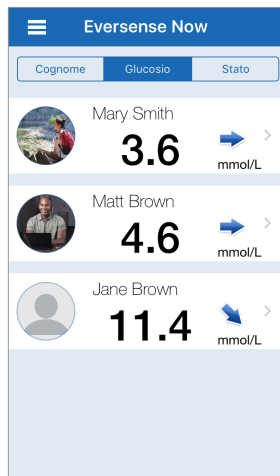 Eversense Now
Cognome Glucosio Stato
Mary Smith
3.6
mmol/L
Matt Brown
4.6
mmol/L
Jane Brown
11.4
mmol/L